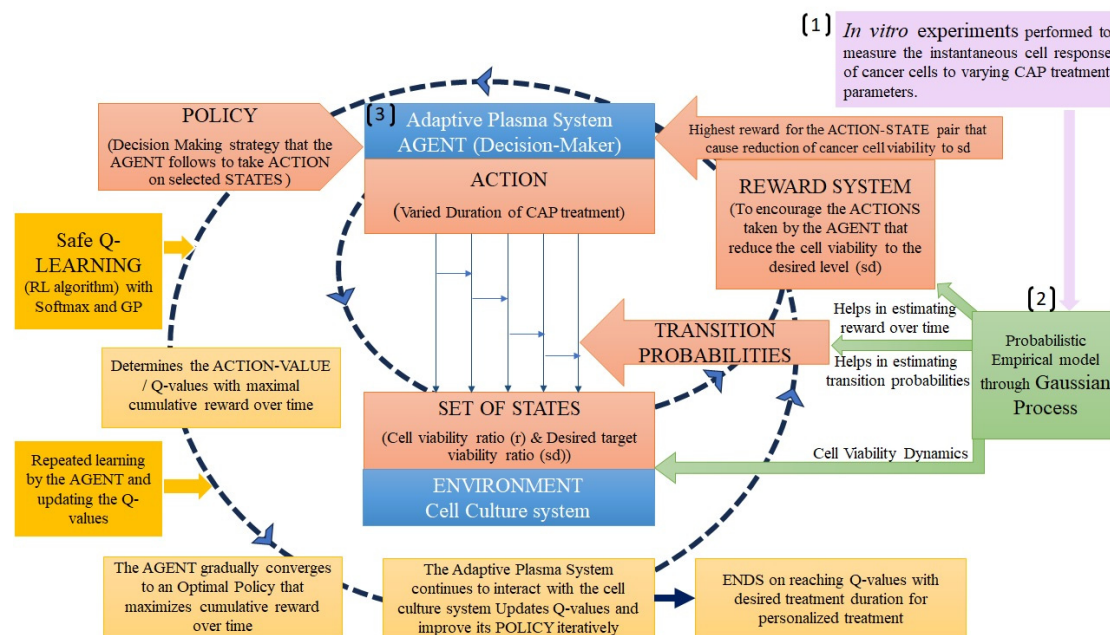 [1]
In vitro experiments performed to
measure the instantaneous cell response
of cancer cells to varying CAP treatment
parameters.
POLICY
(Decision Making strategy that the
AGENT follows to take ACTION
on selected STATES )
[3]
Adaptive Plasma System
AGENT (Decision-Maker)
ACTION
(Varied Duration of CAP treatment)
Highest reward for the ACTION-STATE pair that
cause reduction of cancer cell viability to sd
REWARD SYSTEM
(To encourage the ACTIONS
taken by the AGENT that
reduce the cell viability to the
desired level (sd)
Safe Q-
LEARNING
(RL algorithm) with
Softmax and GP
[2]
Probabilistic
Empirical model
through Gaussian
Process
Helps in estimating
reward over time
Helps in estimating
transition probabilities
TRANSITION
PROBABILITIES
Determines the ACTION-VALUE
/ Q-values with maximal
cumulative reward over time
SET OF STATES
(Cell viability ratio (r) & Desired target
viability ratio (sd))
ENVIRONMENT
Cell Culture system
Cell Viability Dynamics
Repeated learning
by the AGENT and
updating the Q-
values
The AGENT gradually converges
to an Optimal Policy that
maximizes cumulative reward
over time
The Adaptive Plasma System
continues to interact with the cell
culture system Updates Q-values and
improve its POLICY iteratively
ENDS on reaching Q-values with
desired treatment duration for
personalized treatment